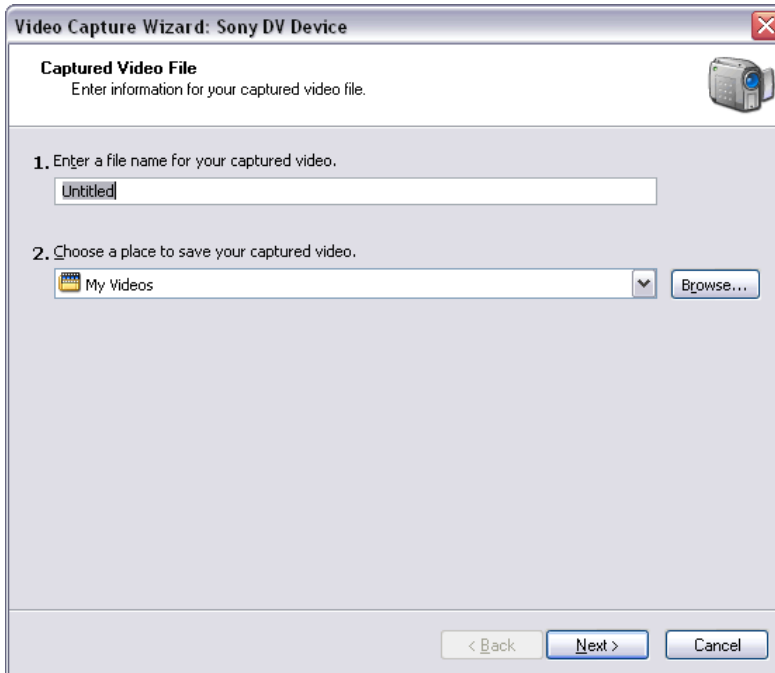 Video Capture Wizard: Sony DV Device
Captured Video File
Enter information for your captured video file.
1. Enter a file name for your captured video.
Untitled
2. Choose a place to save your captured video.
My Videos
Browse...
< Back
Next >
Cancel